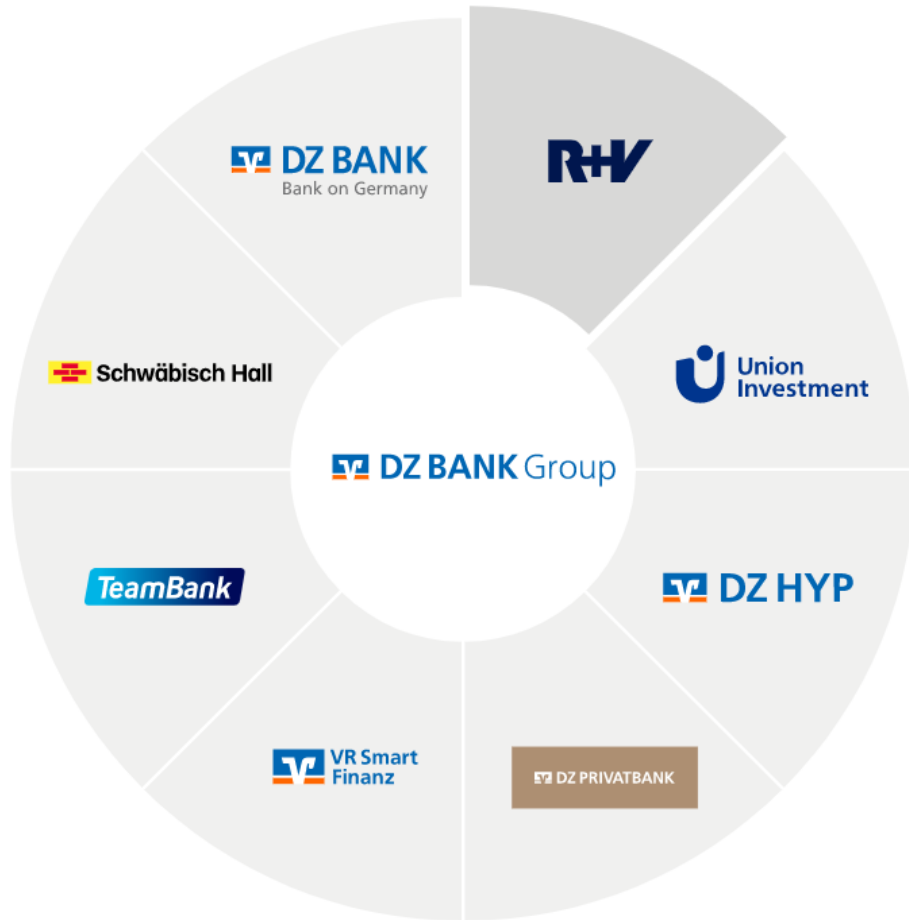 DZ BANK
Bank on Germany
R+V
Schwäbisch Hall
Union
Investment
DZ BANK Group
TeamBank
DZ HYP
VR Smart
Finanz
DZ PRIVATBANK